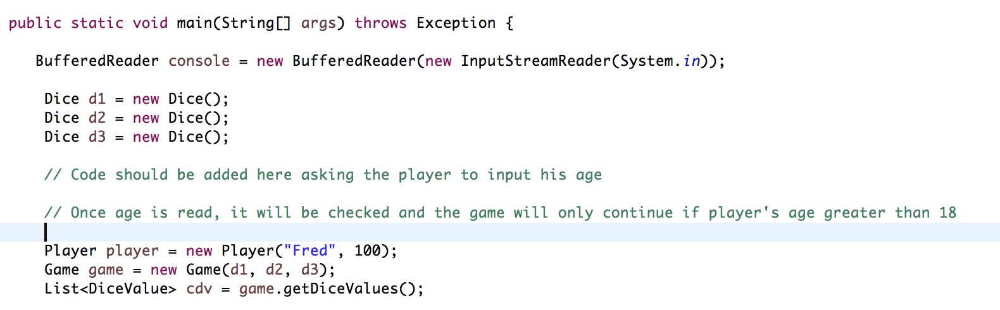 public static void main(String[] args) throws Exception {
BufferedReader console = new BufferedReader(new InputStreamReader(System.in));
Dice d1 = new Dice();
Dice d2 = new Dice();
Dice d3 = new Dice();
// Code should be added here asking the player to input his age
// Once age is read, it will be checked and the game will only continue if player's age greater than 18
Player player = new Player("Fred", 100);
Game game = new Game(d1, d2, d3);
List<DiceValue> cdv = game.getDiceValues();